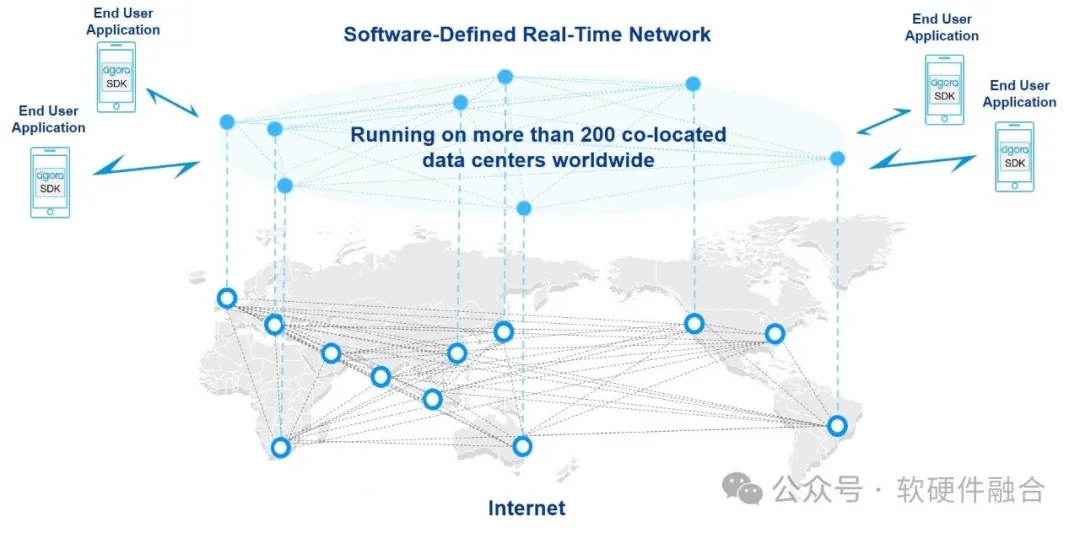 Software-Defined Real-Time Network
End User
Application
agora
SDK
End User
Application
agora
SDK
End User
Application
agora
SDK
End User
Application
agora
SDK
Running on more than 200 co-located
data centers worldwide
Internet
公众号 · 软硬件融合